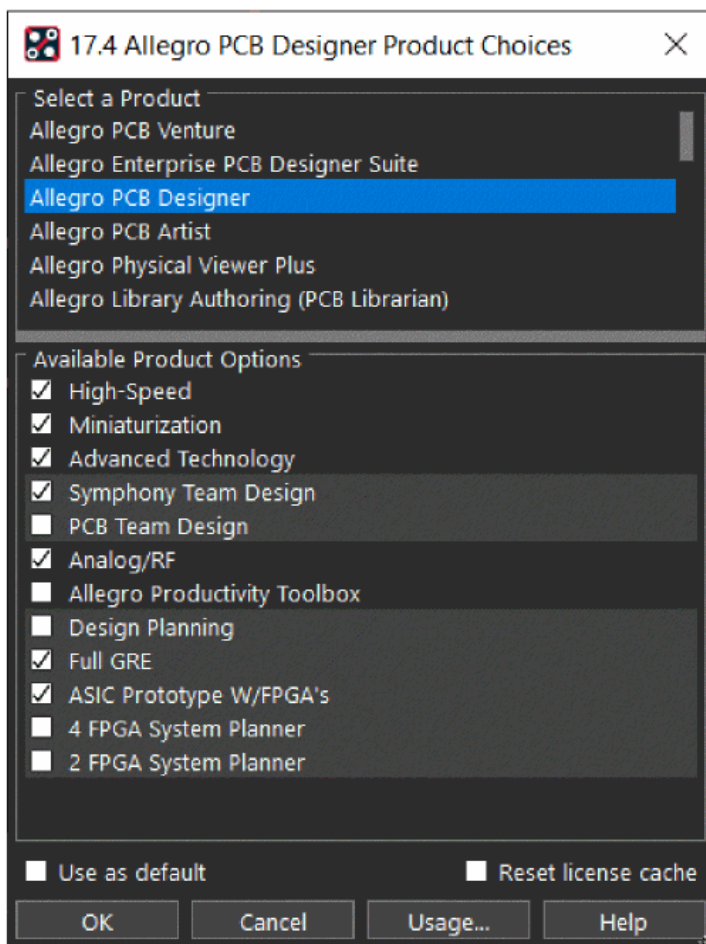 17.4 Allegro PCB Designer Product Choices
Select a Product
Allegro PCB Venture
Allegro Enterprise PCB Designer Suite
Allegro PCB Designer
Allegro PCB Artist
Allegro Physical Viewer Plus
Allegro Library Authoring (PCB Librarian)
Available Product Options
High-Speed
Miniaturization
Advanced Technology
Symphony Team Design
PCB Team Design
Analog/RF
Allegro Productivity Toolbox
Design Planning
Full GRE
ASIC Prototype W/FPGA's
4 FPGA System Planner
2 FPGA System Planner
Use as default Reset license cache
OK Cancel Usage... Help